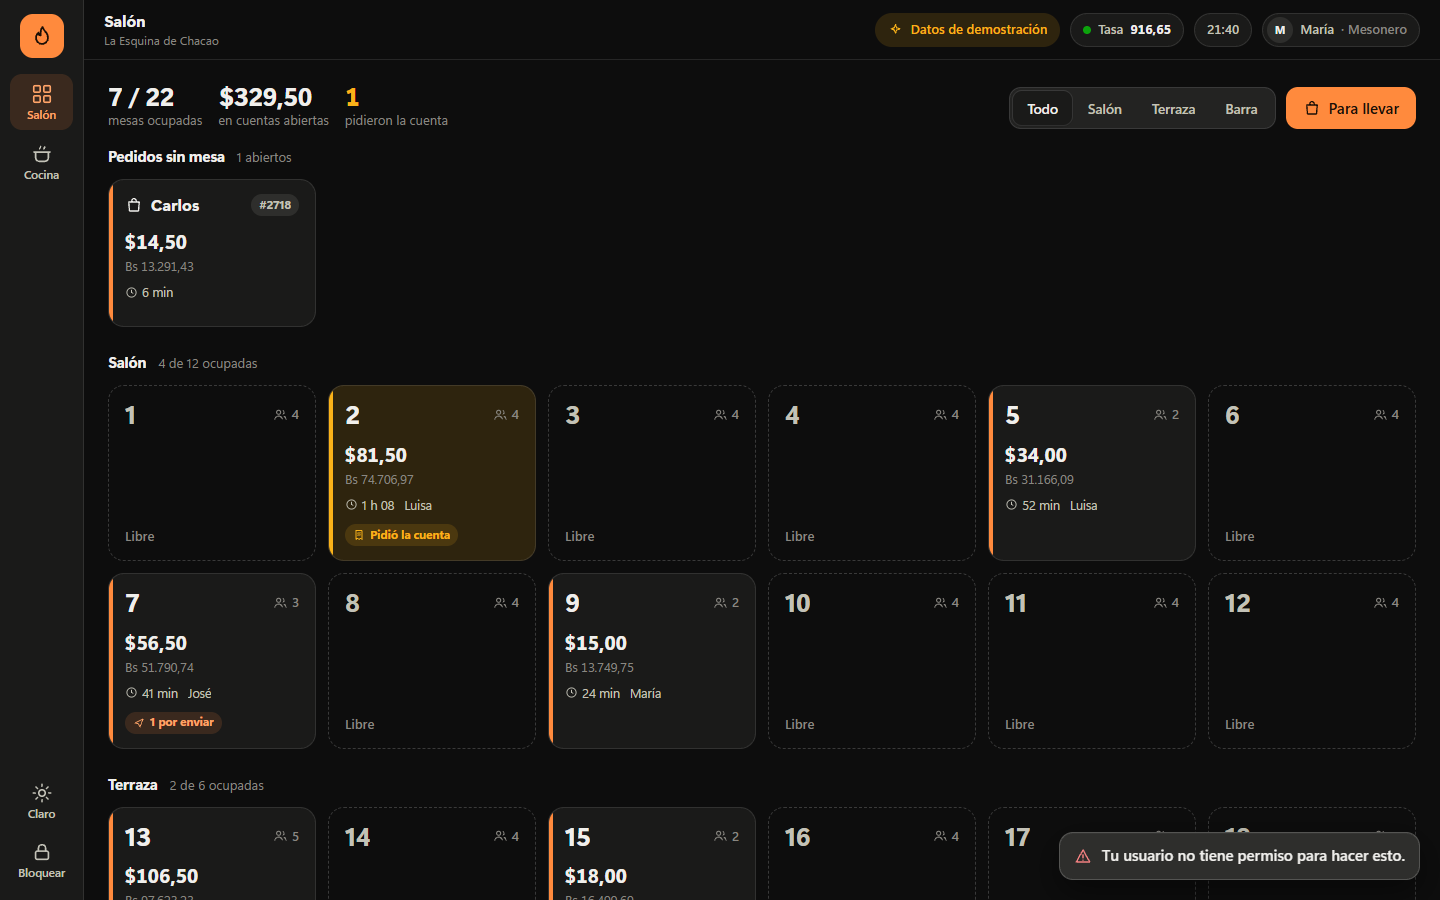 Salón
La Esquina de Chacao
Datos de demostración
Tasa 916,65
21:40
M María · Mesonero
Salón
Cocina
Claro
Bloquear
7 / 22
mesas ocupadas
$329,50
en cuentas abiertas
1
pidieron la cuenta
Todo
Salón
Terraza
Barra
Para llevar
Pedidos sin mesa 1 abiertos
Carlos #2718
$14,50
Bs 13.291,43
6 min
Salón 4 de 12 ocupadas
1 4
Libre
2 4
$81,50
Bs 74.706,97
1 h 08 Luisa
Pidió la cuenta
3 4
Libre
4 4
Libre
5 2
$34,00
Bs 31.166,09
52 min Luisa
6 4
Libre
7 3
$56,50
Bs 51.790,74
41 min José
1 por enviar
8 4
Libre
9 2
$15,00
Bs 13.749,75
24 min María
10 4
Libre
11 4
Libre
12 4
Libre
Terraza 2 de 6 ocupadas
13 5
$106,50
14 4
15 2
$18,00
16 4
17
Tu usuario no tiene permiso para hacer esto.